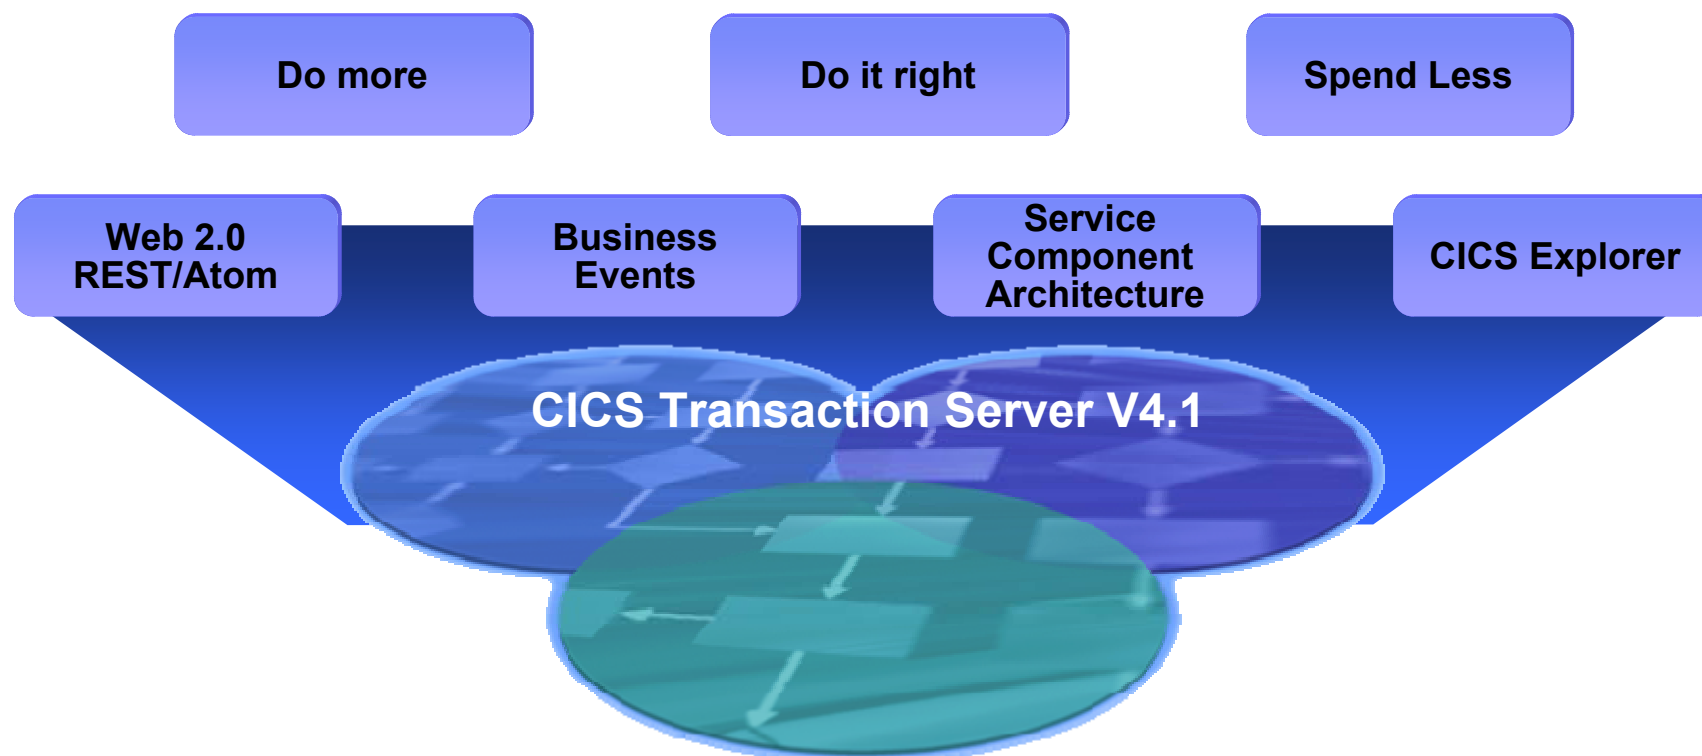 Do more
Do it right
Spend Less
Web 2.0
REST/Atom
Business
Events
Service
Component
Architecture
CICS Explorer
CICS Transaction Server V4.1